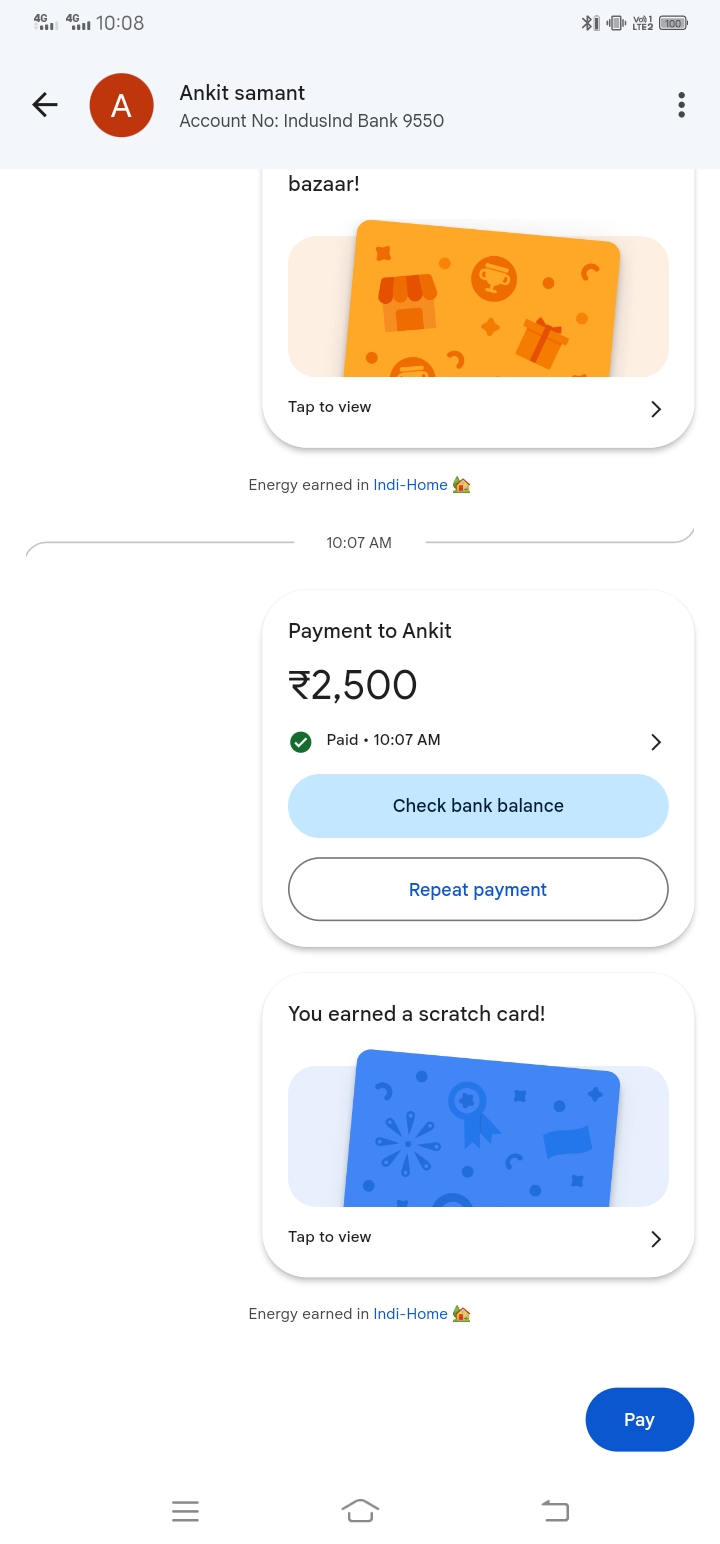 4G 4G 10:08 Vol) 1 LTE2 100
A
Ankit samant
Account No: IndusInd Bank 9550
bazaar!
Tap to view
Energy earned in Indi-Home 🏡
10:07 AM
Payment to Ankit
₹2,500
Paid • 10:07 AM
Check bank balance
Repeat payment
You earned a scratch card!
Tap to view
Energy earned in Indi-Home 🏡
Pay